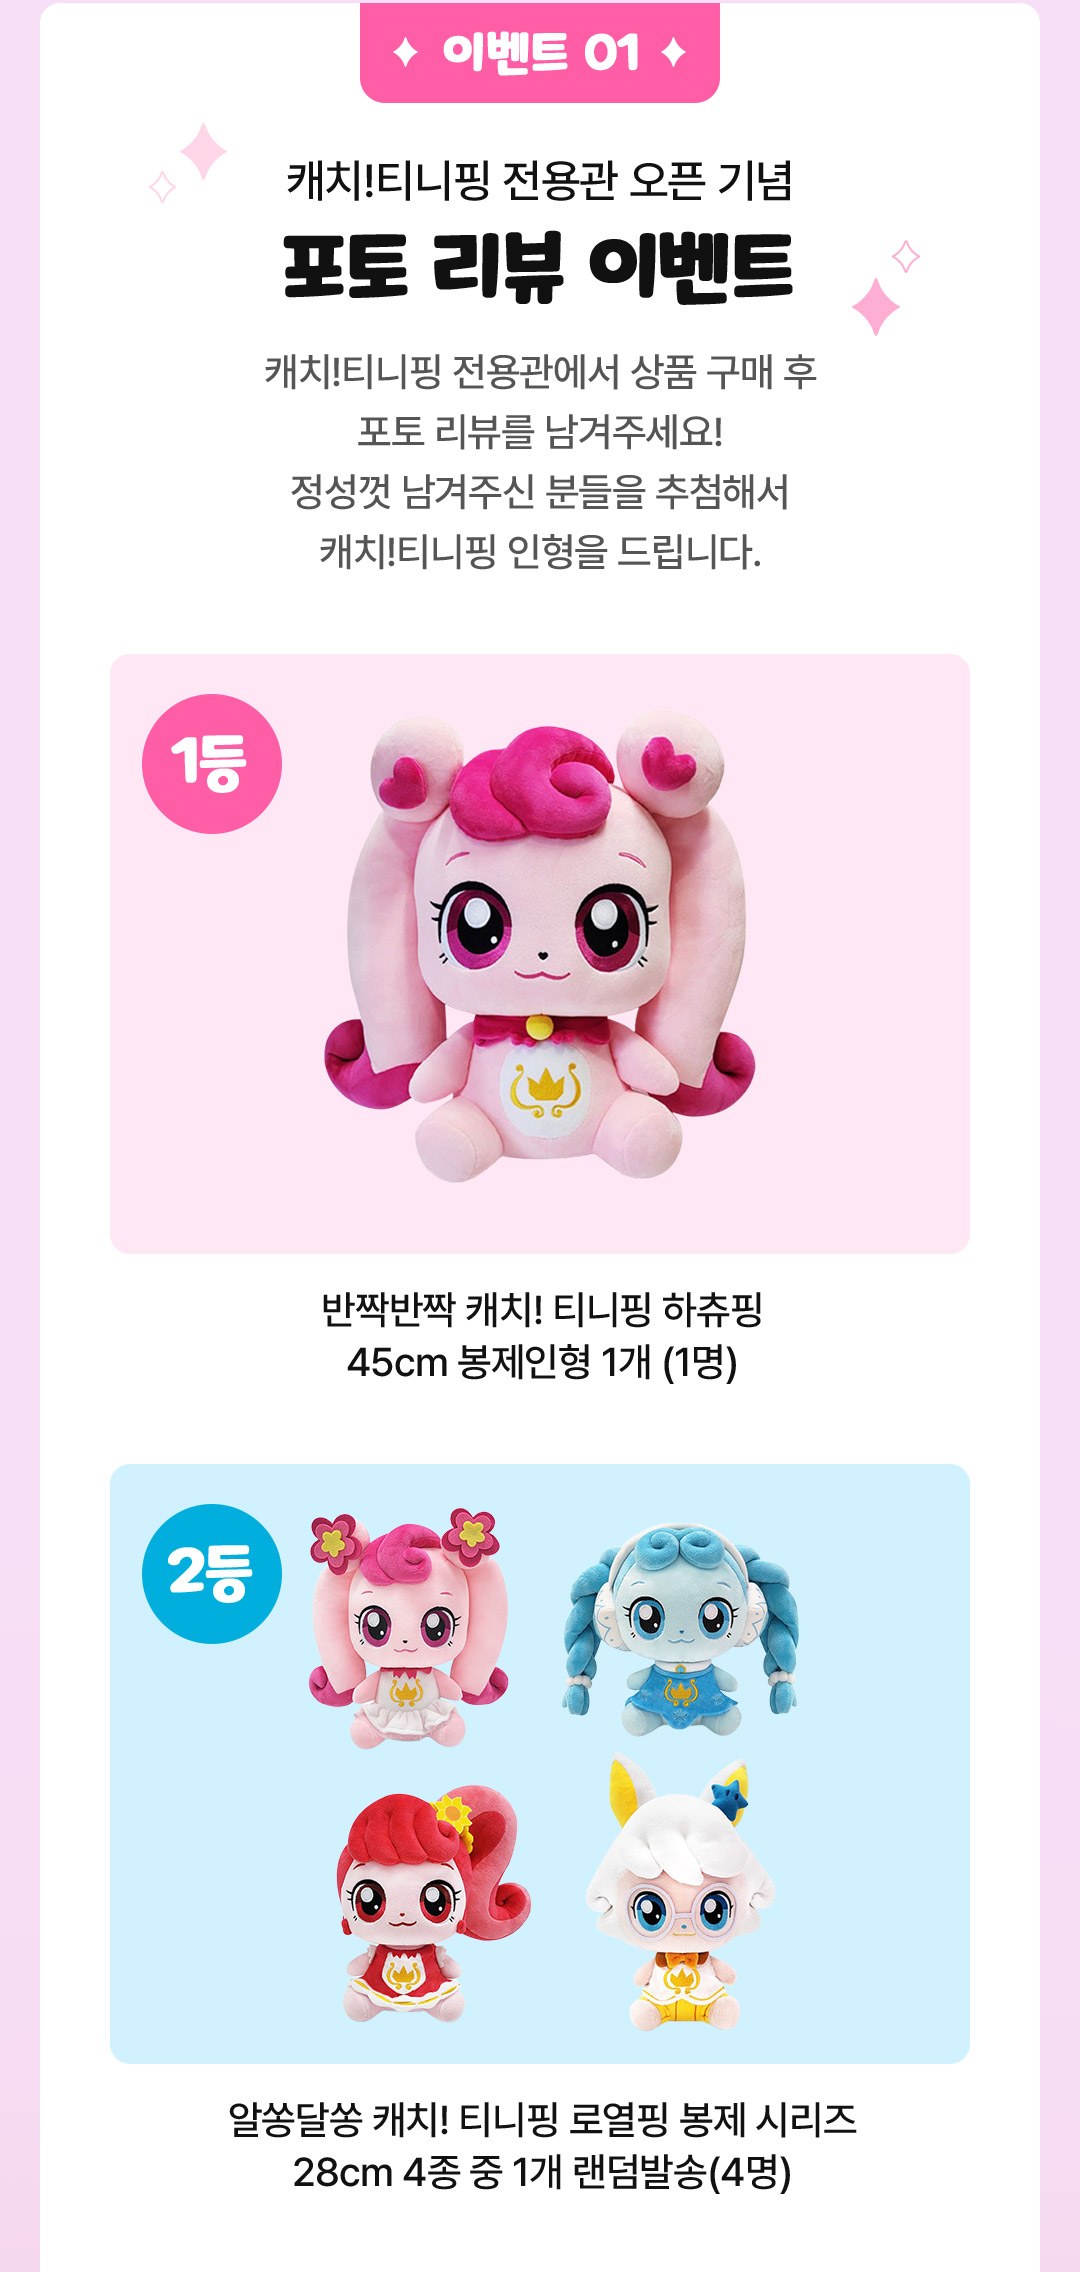 이벤트 01
캐치!티니핑 전용관 오픈 기념
포토 리뷰 이벤트
캐치!티니핑 전용관에서 상품 구매 후
포토 리뷰를 남겨주세요!
정성껏 남겨주신 분들을 추첨해서
캐치!티니핑 인형을 드립니다.
1등
반짝반짝 캐치! 티니핑 하츄핑
45cm 봉제인형 1개 (1명)
2등
알쏭달쏭 캐치! 티니핑 로열핑 봉제 시리즈
28cm 4종 중 1개 랜덤발송(4명)